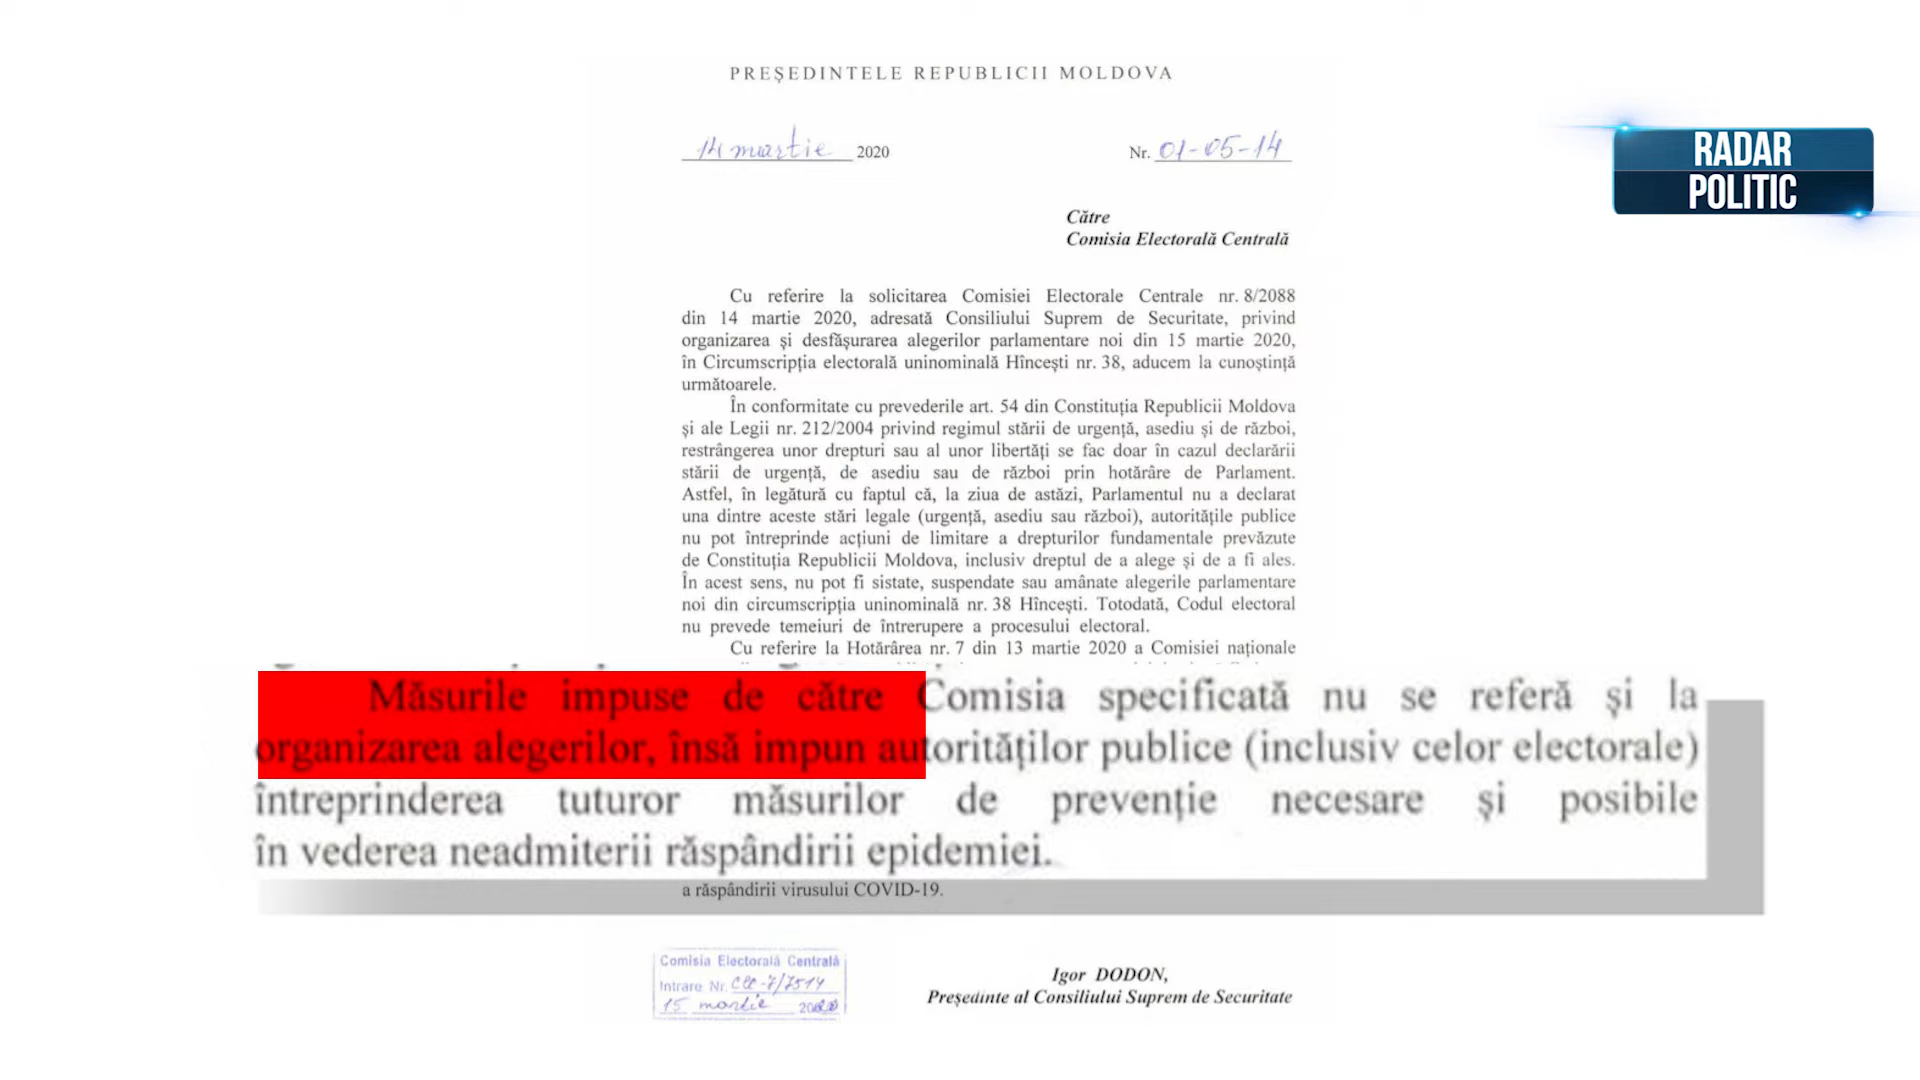 PREȘEDINTELE REPUBLICII MOLDOVA
14 martie 2020
Nr. 01-05-14
RADAR
POLITIC
Către
Comisia Electorală Centrală
Cu referire la solicitarea Comisiei Electorale Centrale nr. 8/2088
din 14 martie 2020, adresată Consiliului Suprem de Securitate, privind
organizarea și desfășurarea alegerilor parlamentare noi din 15 martie 2020,
în Circumscripția electorală uninominală Hîncești nr. 38, aducem la cunoștință
următoarele.
În conformitate cu prevederile art. 54 din Constituția Republicii Moldova
și ale Legii nr. 212/2004 privind regimul stării de urgență, asediu și de război,
restrângerea unor drepturi sau al unor libertăți se fac doar în cazul declarării
stării de urgență, de asediu sau de război prin hotărâre de Parlament.
Astfel, în legătură cu faptul că, la ziua de astăzi, Parlamentul nu a declarat
una dintre aceste stări legale (urgență, asediu sau război), autoritățile publice
nu pot întreprinde acțiuni de limitare a drepturilor fundamentale prevăzute
de Constituția Republicii Moldova, inclusiv dreptul de a alege și de a fi ales.
În acest sens, nu pot fi sistate, suspendate sau amânate alegerile parlamentare
noi din circumscripția uninominală nr. 38 Hîncești. Totodată, Codul electoral
nu prevede temeiuri de întrerupere a procesului electoral.
Cu referire la Hotărârea nr. 7 din 13 martie 2020 a Comisiei naționale
Măsurile impuse de către Comisia specificată nu se referă și la
organizarea alegerilor, însă impun autorităților publice (inclusiv celor electorale)
întreprinderea tuturor măsurilor de prevenție necesare și posibile
în vederea neadmiterii răspândirii epidemiei.
a răspândirii virusului COVID-19.
Comisia Electorală Centrală
Intrare Nr. CEC-7/7514
15 martie 2020
Igor DODON,
Președinte al Consiliului Suprem de Securitate